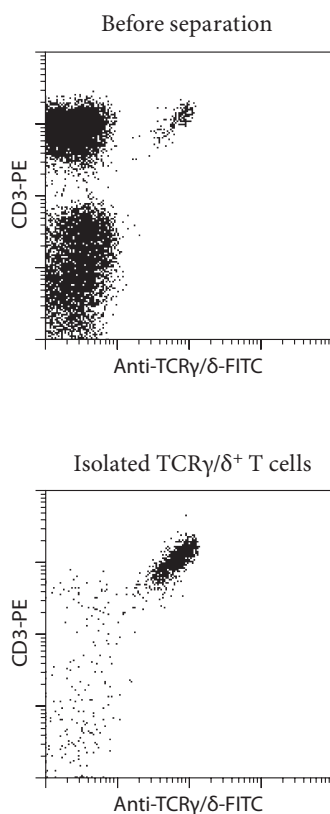 Before separation
CD3-PE
Anti-TCRγ/δ-FITC
Isolated TCRγ/δ⁺ T cells
CD3-PE
Anti-TCRγ/δ-FITC